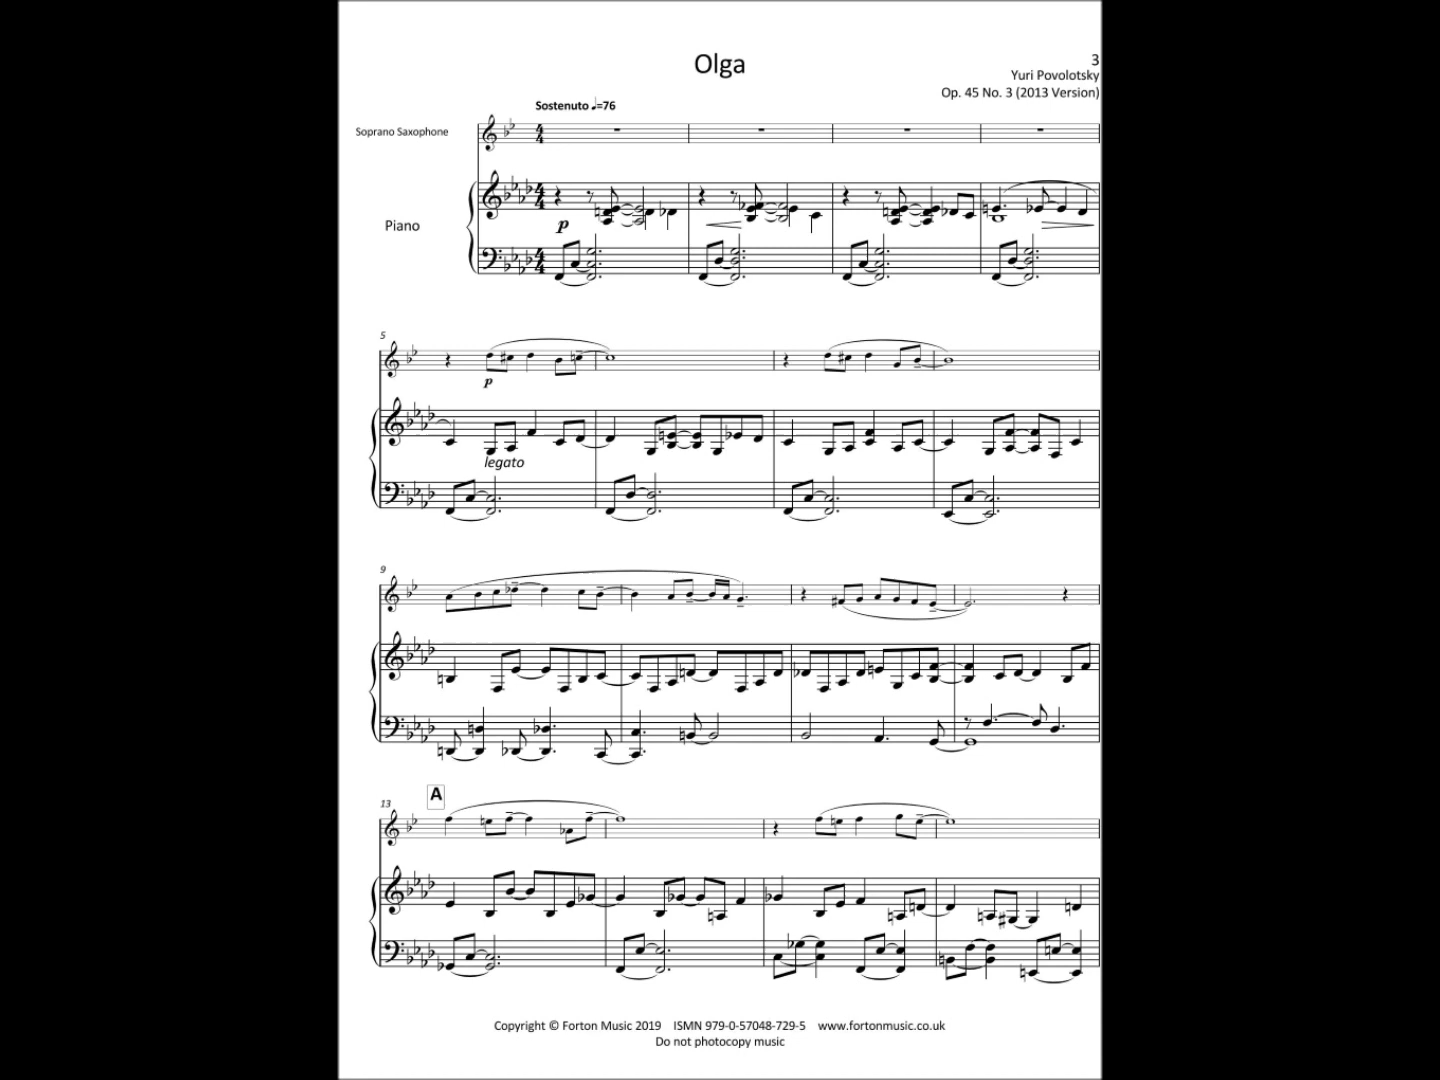 Olga
3
Yuri Povolotsky
Op. 45 No. 3 (2013 Version)
Sostenuto ♩=76
Soprano Saxophone
Piano
p
5
p
legato
9
A
13
Copyright © Forton Music 2019 ISMN 979-0-57048-729-5 www.fortonmusic.co.uk
Do not photocopy music